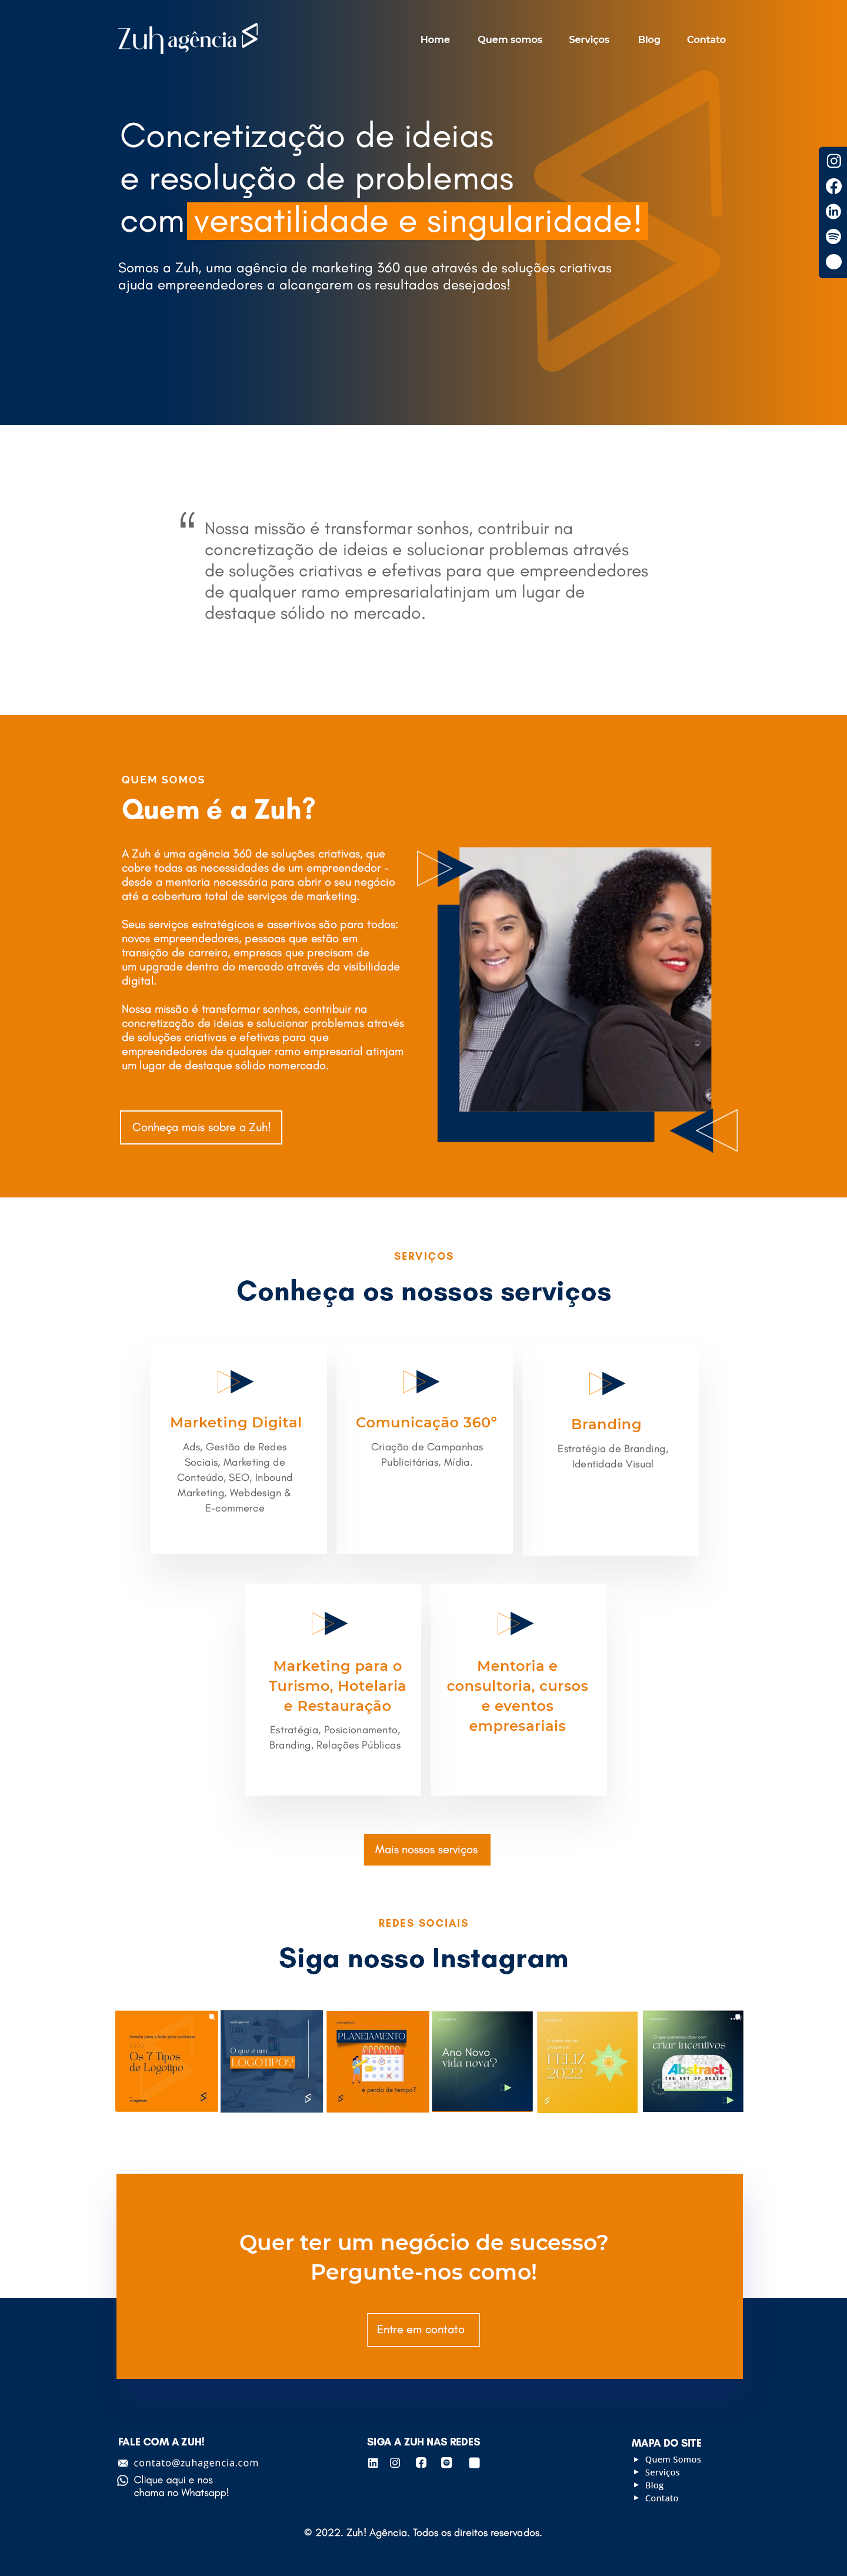 Zuh agência
Home Quem somos Serviços Blog Contato
Concretização de ideias
e resolução de problemas
com versatilidade e singularidade!
Somos a Zuh, uma agência de marketing 360 que através de soluções criativas
ajuda empreendedores a alcançarem os resultados desejados!
“ Nossa missão é transformar sonhos, contribuir na
concretização de ideias e solucionar problemas através
de soluções criativas e efetivas para que empreendedores
de qualquer ramo empresarialatinjam um lugar de
destaque sólido no mercado.
QUEM SOMOS
Quem é a Zuh?
A Zuh é uma agência 360 de soluções criativas, que
cobre todas as necessidades de um empreendedor –
desde a mentoria necessária para abrir o seu negócio
até a cobertura total de serviços de marketing.
Seus serviços estratégicos e assertivos são para todos:
novos empreendedores, pessoas que estão em
transição de carreira, empresas que precisam de
um upgrade dentro do mercado através da visibilidade
digital.
Nossa missão é transformar sonhos, contribuir na
concretização de ideias e solucionar problemas através
de soluções criativas e efetivas para que
empreendedores de qualquer ramo empresarial atinjam
um lugar de destaque sólido nomercado.
Conheça mais sobre a Zuh!
SERVIÇOS
Conheça os nossos serviços
Marketing Digital
Ads, Gestão de Redes
Sociais, Marketing de
Conteúdo, SEO, Inbound
Marketing, Webdesign &
E-commerce
Comunicação 360°
Criação de Campanhas
Publicitárias, Mídia.
Branding
Estratégia de Branding,
Identidade Visual
Marketing para o
Turismo, Hotelaria
e Restauração
Estratégia, Posicionamento,
Branding, Relações Públicas
Mentoria e
consultoria, cursos
e eventos
empresariais
Mais nossos serviços
REDES SOCIAIS
Siga nosso Instagram
Arraste para o lado para conhecer
Os 7 Tipos
de Logotipo
O que é um
LOGOTIPO?
PLANEJAMENTO
é perda de tempo?
Ano Novo
vida nova?
FELIZ
2022
O que queremos dizer com
criar incentivos
Abstract
THE ART OF DESIGN
Quer ter um negócio de sucesso?
Pergunte-nos como!
Entre em contato
FALE COM A ZUH!
contato@zuhagencia.com
Clique aqui e nos
chama no Whatsapp!
SIGA A ZUH NAS REDES
MAPA DO SITE
Quem Somos
Serviços
Blog
Contato
© 2022. Zuh! Agência. Todos os direitos reservados.